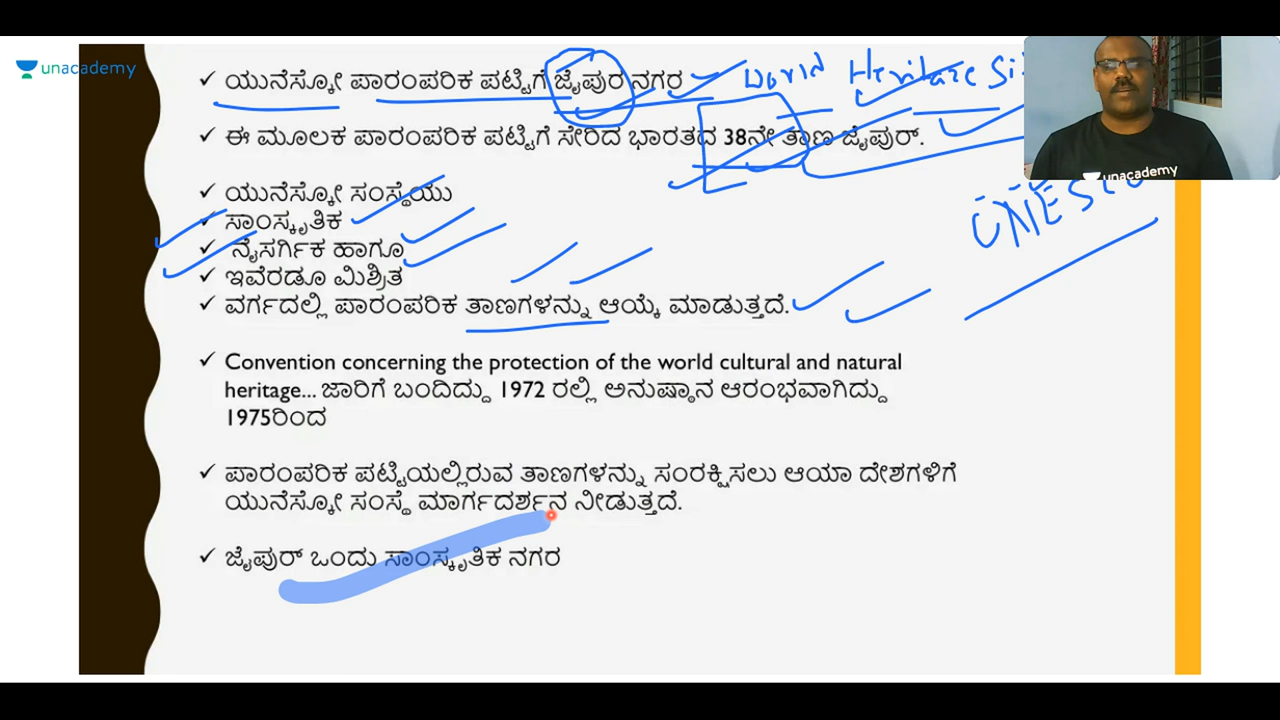 unacademy
ಯುನೆಸ್ಕೋ ಪಾರಂಪರಿಕ ಪಟ್ಟಿಗೆ ಜೈಪುರ ನಗರ
World Heritage Si
ಈ ಮೂಲಕ ಪಾರಂಪರಿಕ ಪಟ್ಟಿಗೆ ಸೇರಿದ ಭಾರತದ 38ನೇ ತಾಣ ಜೈಪುರ್.
unacademy
ಯುನೆಸ್ಕೋ ಸಂಸ್ಥೆಯು
ಸಾಂಸ್ಕೃತಿಕ
ನೈಸರ್ಗಿಕ ಹಾಗೂ
ಇವೆರಡೂ ಮಿಶ್ರಿತ
ವರ್ಗದಲ್ಲಿ ಪಾರಂಪರಿಕ ತಾಣಗಳನ್ನು ಆಯ್ಕೆ ಮಾಡುತ್ತದೆ.
Convention concerning the protection of the world cultural and natural
heritage... ಜಾರಿಗೆ ಬಂದಿದ್ದು 1972 ರಲ್ಲಿ ಅನುಷ್ಠಾನ ಆರಂಭವಾಗಿದ್ದು
1975ರಿಂದ
ಪಾರಂಪರಿಕ ಪಟ್ಟಿಯಲ್ಲಿರುವ ತಾಣಗಳನ್ನು ಸಂರಕ್ಷಿಸಲು ಆಯಾ ದೇಶಗಳಿಗೆ
ಯುನೆಸ್ಕೋ ಸಂಸ್ಥೆ ಮಾರ್ಗದರ್ಶನ ನೀಡುತ್ತದೆ.
ಜೈಪುರ್ ಒಂದು ಸಾಂಸ್ಕೃತಿಕ ನಗರ